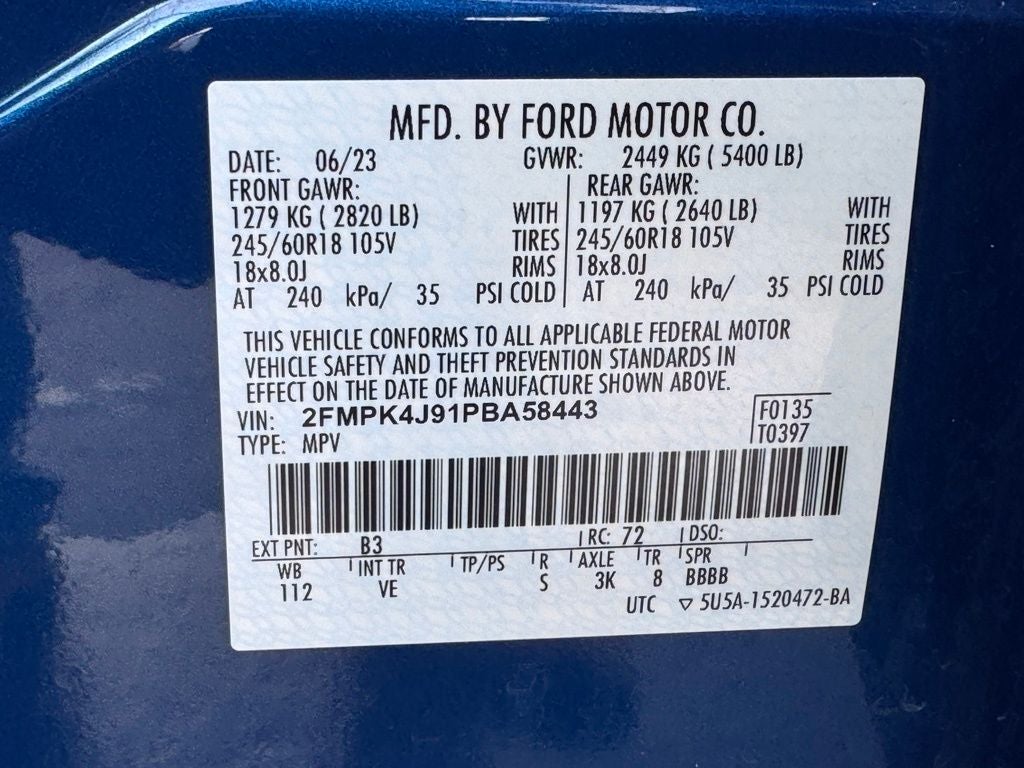 MFD. BY FORD MOTOR CO.
DATE: 06/23 GVWR: 2449 KG ( 5400 LB)
FRONT GAWR: REAR GAWR:
1279 KG ( 2820 LB) WITH 1197 KG ( 2640 LB) WITH
245/60R18 105V TIRES 245/60R18 105V TIRES
18x8.0J RIMS 18x8.0J RIMS
AT 240 kPa/ 35 PSI COLD AT 240 kPa/ 35 PSI COLD
THIS VEHICLE CONFORMS TO ALL APPLICABLE FEDERAL MOTOR
VEHICLE SAFETY AND THEFT PREVENTION STANDARDS IN
EFFECT ON THE DATE OF MANUFACTURE SHOWN ABOVE.
VIN: 2FMPK4J91PBA58443 F0135
TYPE: MPV T0397
EXT PNT: B3 RC: 72 DSO:
WB INT TR TP/PS R AXLE TR SPR
112 VE S 3K 8 BBBB
UTC ▽ 5U5A-1520472-BA